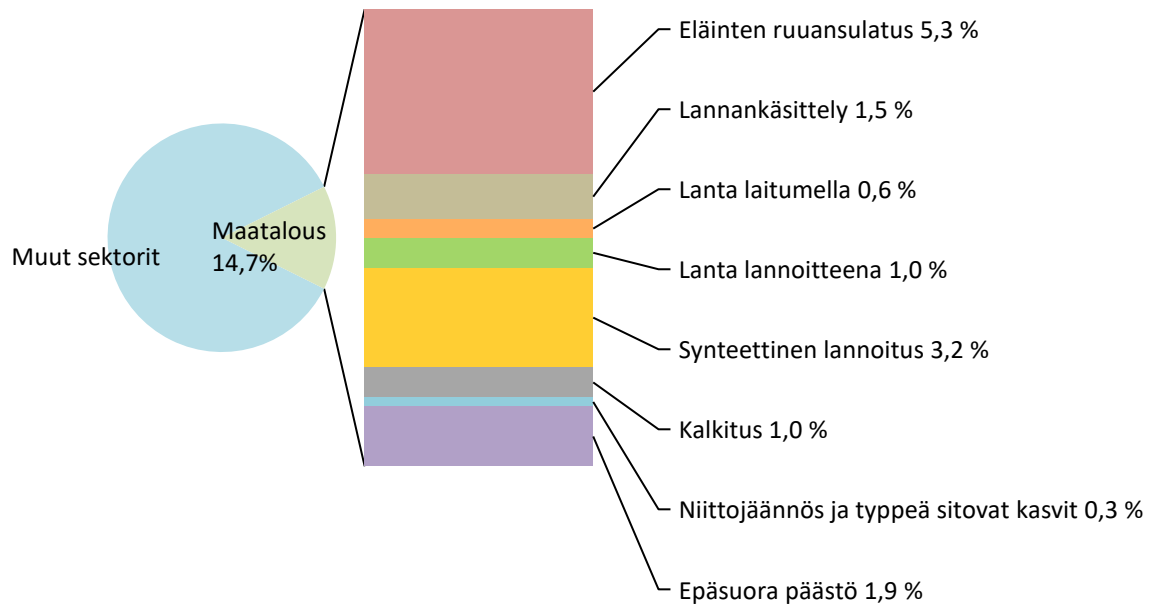 Muut sektorit
Maatalous
14,7%
Eläinten ruuansulatus 5,3 %
Lannankäsittely 1,5 %
Lanta laitumella 0,6 %
Lanta lannoitteena 1,0 %
Synteettinen lannoitus 3,2 %
Kalkitus 1,0 %
Niittojäännös ja typpeä sitovat kasvit 0,3 %
Epäsuora päästö 1,9 %